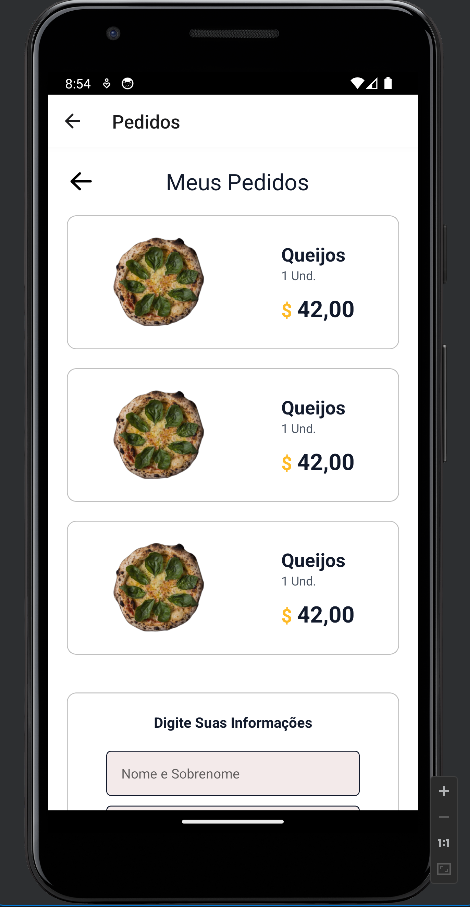 8:54
Pedidos
Meus Pedidos
Queijos
1 Und.
$ 42,00
Queijos
1 Und.
$ 42,00
Queijos
1 Und.
$ 42,00
Digite Suas Informações
Nome e Sobrenome
1:1